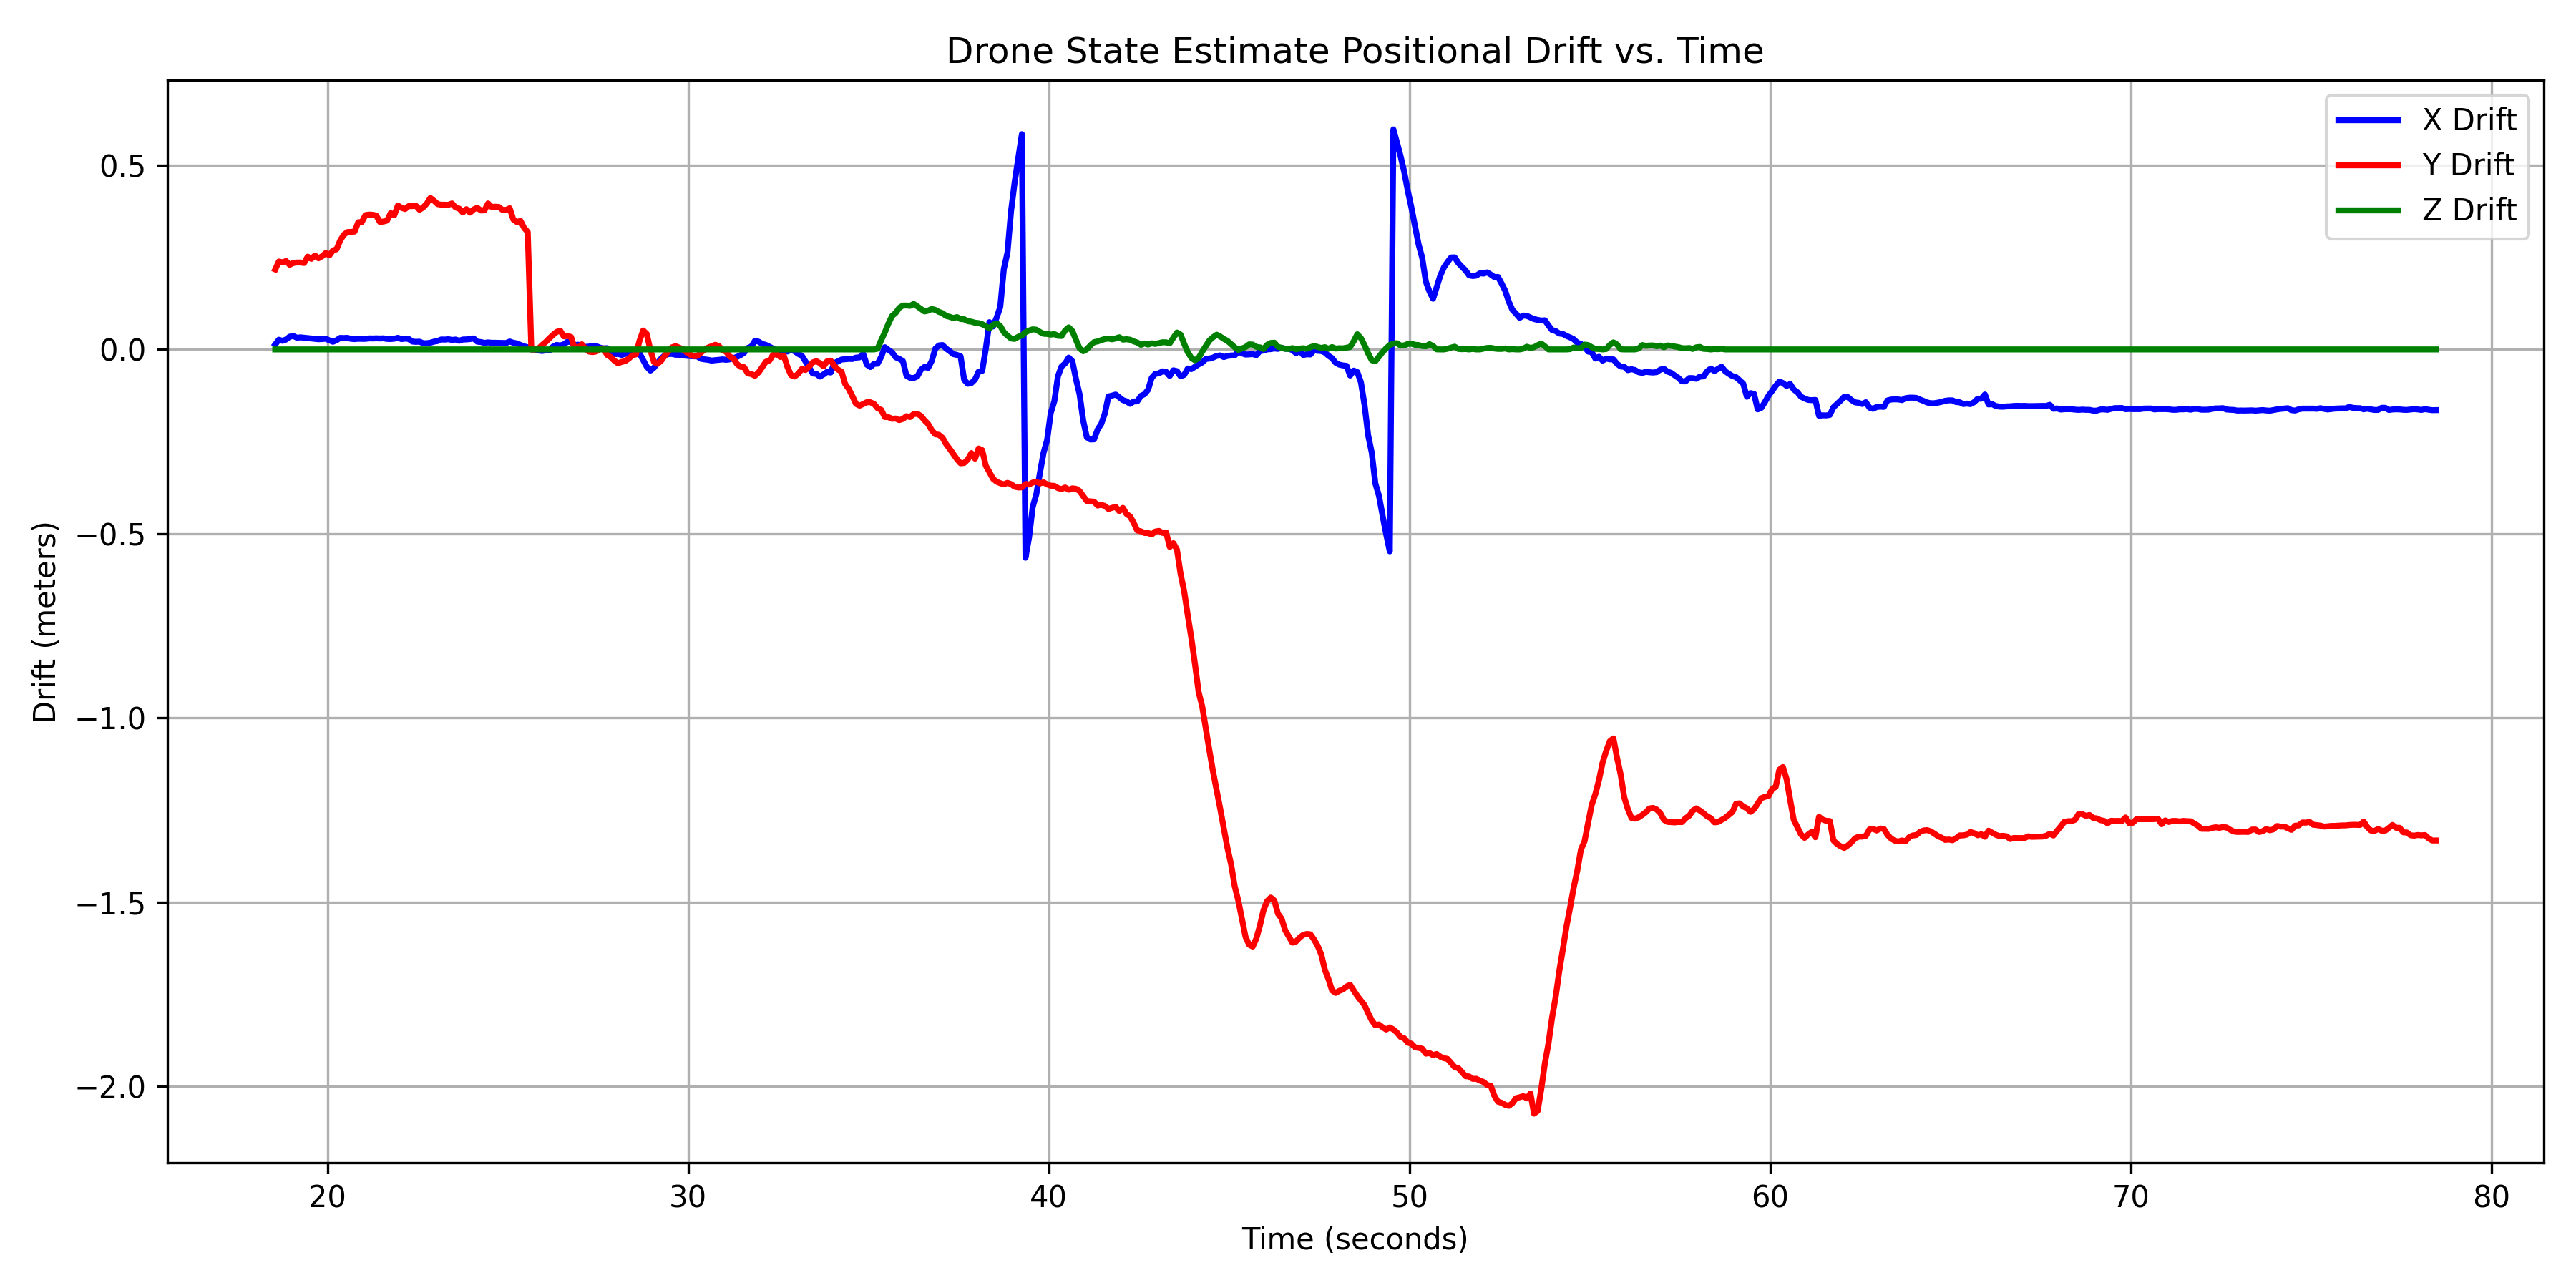 Drone State Estimate Positional Drift vs. Time
X Drift
Y Drift
Z Drift
0.5
0.0
−0.5
−1.0
−1.5
−2.0
Drift (meters)
20 30 40 50 60 70 80
Time (seconds)